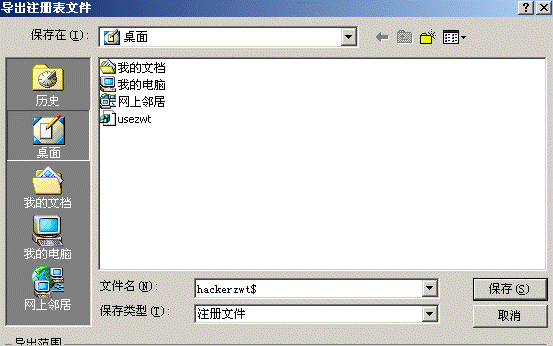 导出注册表文件
保存在(I):
桌面
历史
桌面
我的文档
我的电脑
网上邻居
我的文档
我的电脑
网上邻居
usezwt
文件名(N):
hackerzwt$
保存(S)
保存类型(T):
注册文件
取消
导出范围